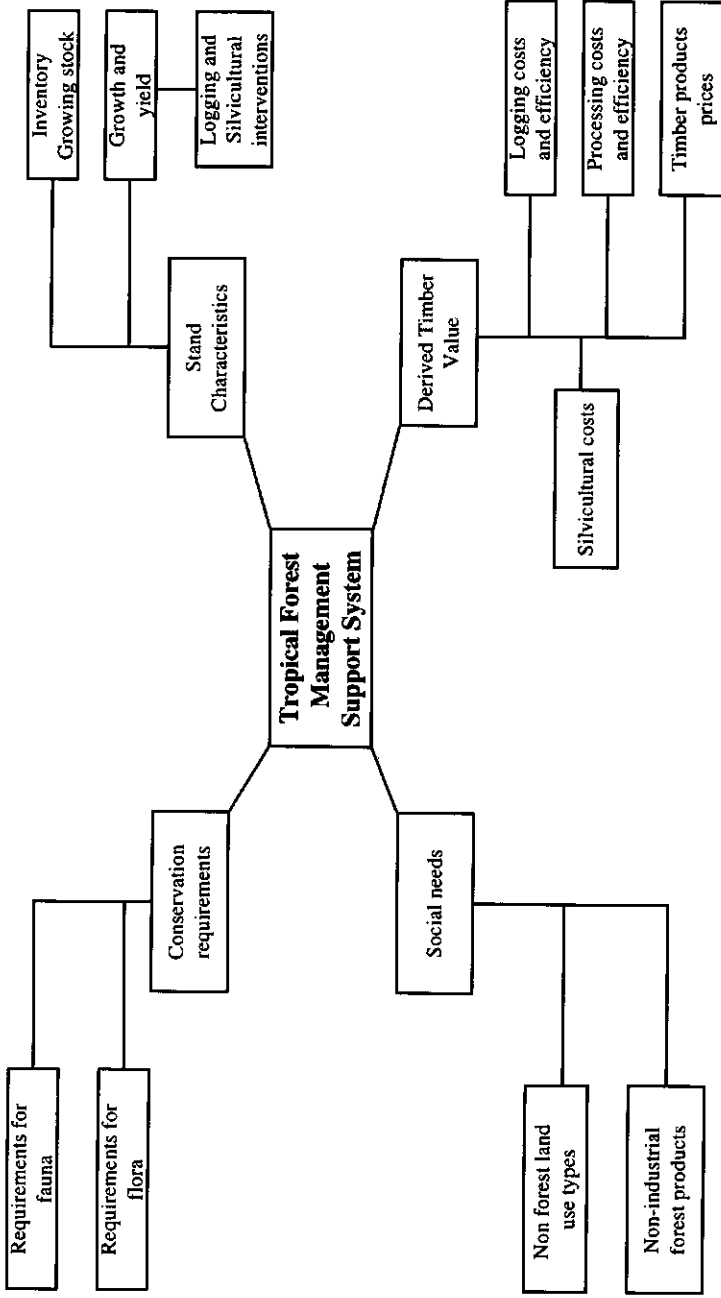 Requirements for
fauna
Requirements for
flora
Conservation
requirements
Inventory
Growing stock
Growth and
yield
Logging and
Silvicultural
interventions
Stand
Characteristics
Tropical Forest
Management
Support System
Social needs
Non forest land
use types
Non-industrial
forest products
Derived Timber
Value
Silvicultural costs
Logging costs
and efficiency
Processing costs
and efficiency
Timber products
prices